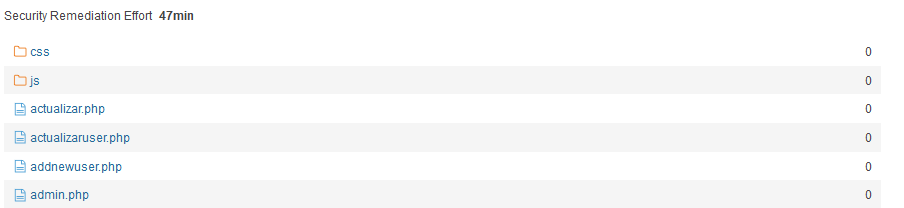 Security Remediation Effort 47min
css 0
js 0
actualizar.php 0
actualizaruser.php 0
addnewuser.php 0
admin.php 0